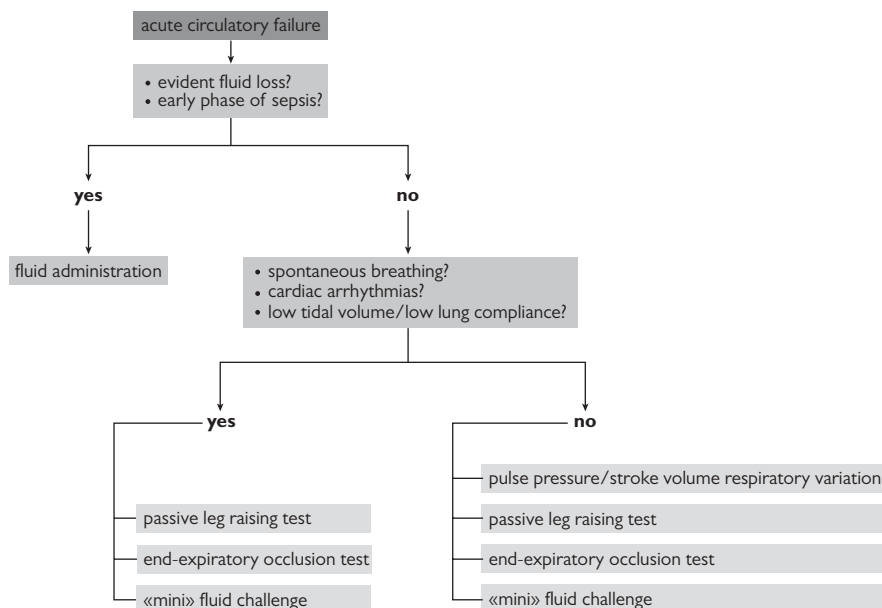 acute circulatory failure
• evident fluid loss?
• early phase of sepsis?
yes
no
fluid administration
• spontaneous breathing?
• cardiac arrhythmias?
• low tidal volume/low lung compliance?
yes
no
pulse pressure/stroke volume respiratory variation
passive leg raising test
passive leg raising test
end-expiratory occlusion test
end-expiratory occlusion test
«mini» fluid challenge
«mini» fluid challenge